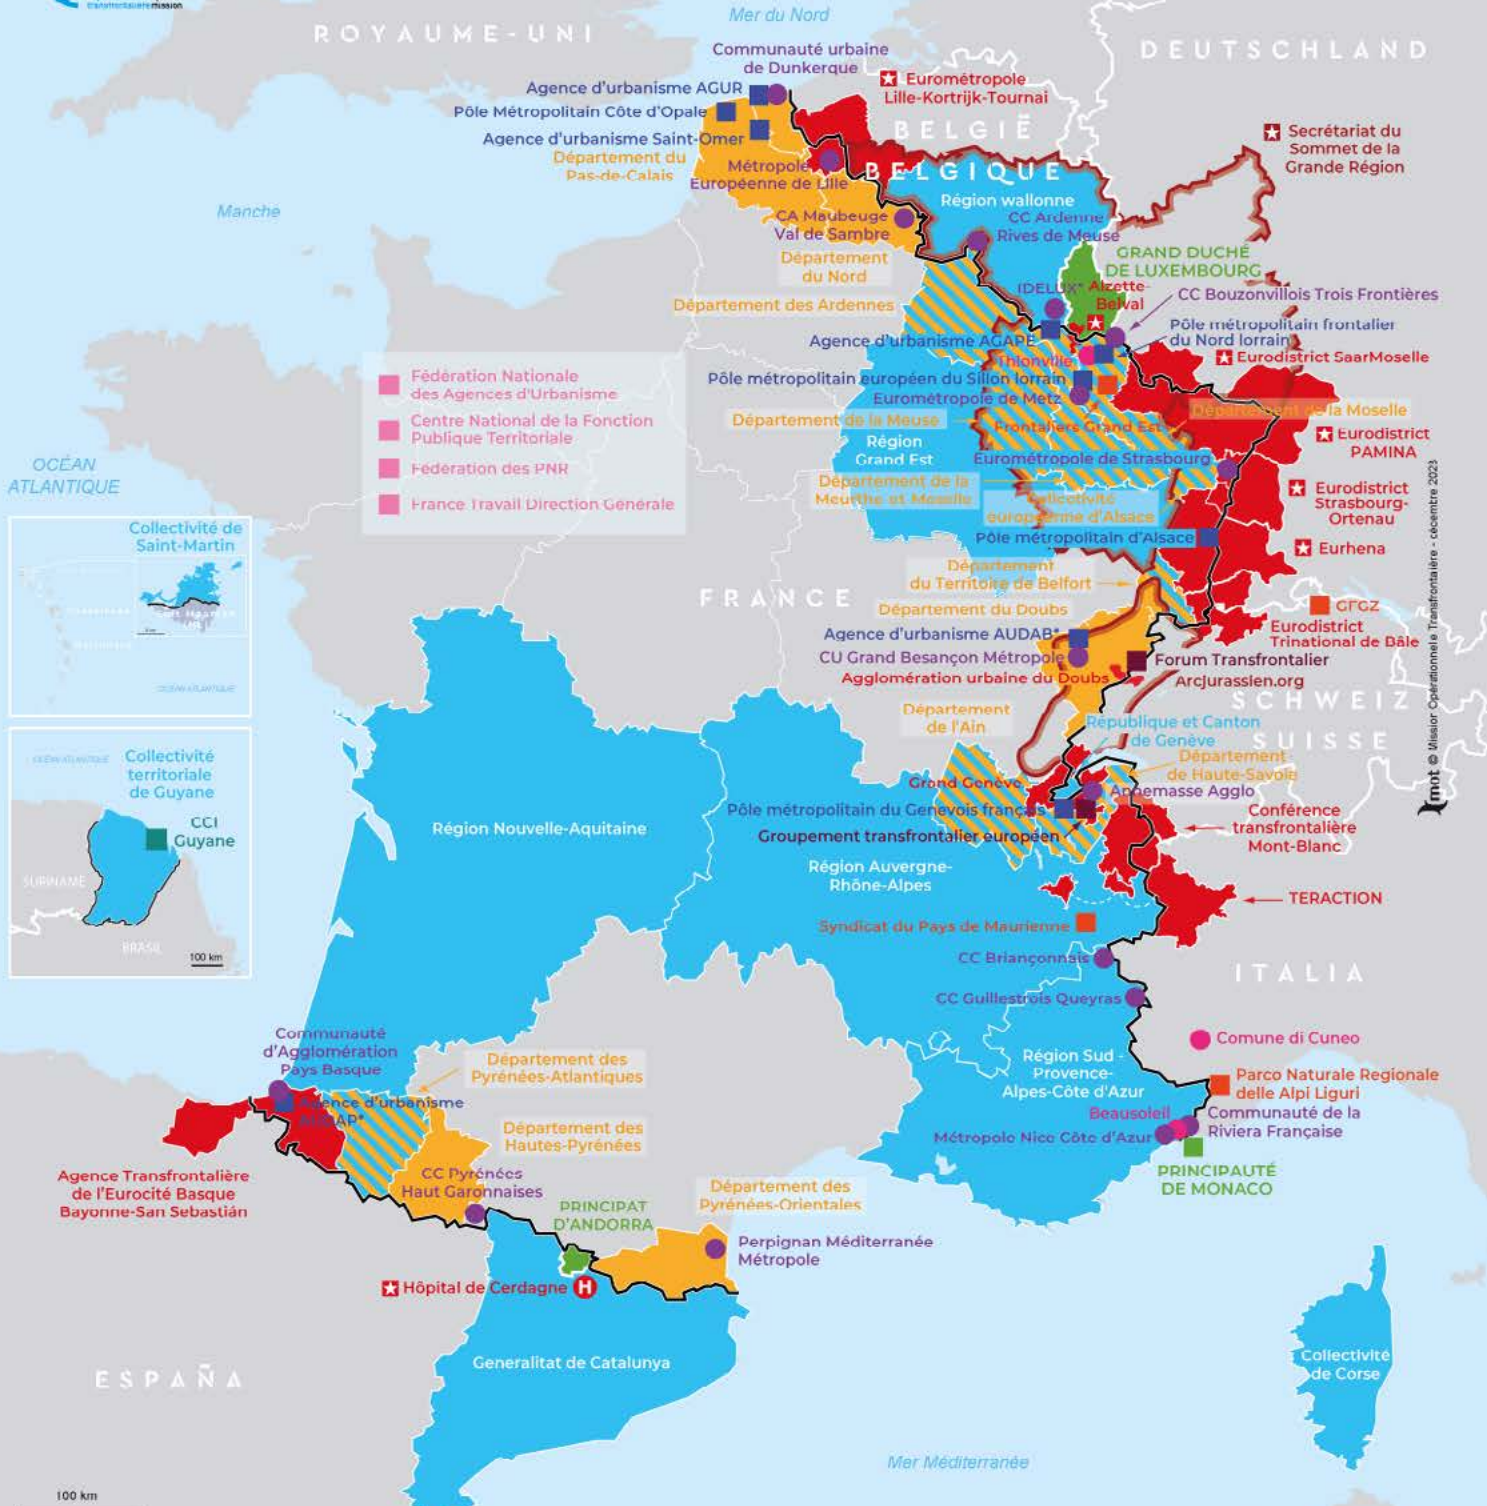 transfrontalière mission
Mer du Nord
ROYAUME-UNI
DEUTSCHLAND
Communauté urbaine
de Dunkerque
Eurométropole
Lille-Kortrijk-Tournai
Agence d'urbanisme AGUR
Pôle Métropolitain Côte d'Opale
Agence d'urbanisme Saint-Omer
BELGIË
Secrétariat du
Sommet de la
Grande Région
Département du
Pas-de-Calais
Métropole
Européenne de Lille
BELGIQUE
Région wallonne
Manche
CA Maubeuge
Val de Sambre
CC Ardenne
Rives de Meuse
Département
du Nord
GRAND DUCHÉ
DE LUXEMBOURG
IDELUX*
Alzette-
Belval
CC Bouzonvillois Trois Frontières
Département des Ardennes
Agence d'urbanisme AGAPE
Pôle métropolitain frontalier
du Nord lorrain
Thionville
Eurodistrict SaarMoselle
Fédération Nationale
des Agences d'Urbanisme
Centre National de la Fonction
Publique Territoriale
Fédération des PNR
France Travail Direction Générale
Pôle métropolitain européen du Sillon lorrain
Eurométropole de Metz
Département de la Meuse
Département de la Moselle
Frontaliers Grand Est
Région
Grand Est
Eurodistrict
PAMINA
Eurométropole de Strasbourg
Département de la
Meurthe et Moselle
Collectivité
européenne d'Alsace
Eurodistrict
Strasbourg-
Ortenau
Pôle métropolitain d'Alsace
Eurhena
OCÉAN
ATLANTIQUE
Collectivité de
Saint-Martin
OCÉAN ATLANTIQUE
Département
du Territoire de Belfort
FRANCE
Département du Doubs
GLGZ
Eurodistrict
Trinational de Bâle
Agence d'urbanisme AUDAB*
CU Grand Besançon Métropole
Agglomération urbaine du Doubs
Forum Transfrontalier
Arcjurassien.org
SCHWEIZ
SUISSE
Département
de l'Ain
République et Canton
de Genève
Département
de Haute-Savoie
Grand Genève
Annemasse Agglo
Pôle métropolitain du Genevois français
Groupement transfrontalier européen
Conférence
transfrontalière
Mont-Blanc
mot © Mission Opérationnelle Transfrontalière - décembre 2023
OCÉAN ATLANTIQUE
Collectivité
territoriale
de Guyane
CCI
Guyane
SURINAME
BRASIL
100 km
Région Nouvelle-Aquitaine
Région Auvergne-
Rhône-Alpes
TERACTION
Syndicat du Pays de Maurienne
CC Briançonnais
ITALIA
CC Guillestrois Queyras
Comune di Cuneo
Région Sud -
Provence-
Alpes-Côte d'Azur
Parco Naturale Regionale
delle Alpi Liguri
Beausoleil
Communauté de la
Riviera Française
Métropole Nice Côte d'Azur
PRINCIPAUTÉ
DE MONACO
Communauté
d'Agglomération
Pays Basque
Département des
Pyrénées-Atlantiques
Agence d'urbanisme
AUDAP*
Département des
Hautes-Pyrénées
Agence Transfrontalière
de l'Eurocité Basque
Bayonne-San Sebastián
CC Pyrénées
Haut Garonnaises
PRINCIPAT
D'ANDORRA
Département des
Pyrénées-Orientales
Perpignan Méditerranée
Métropole
Hôpital de Cerdagne
H
Generalitat de Catalunya
ESPAÑA
Collectivité
de Corse
Mer Méditerranée
100 km